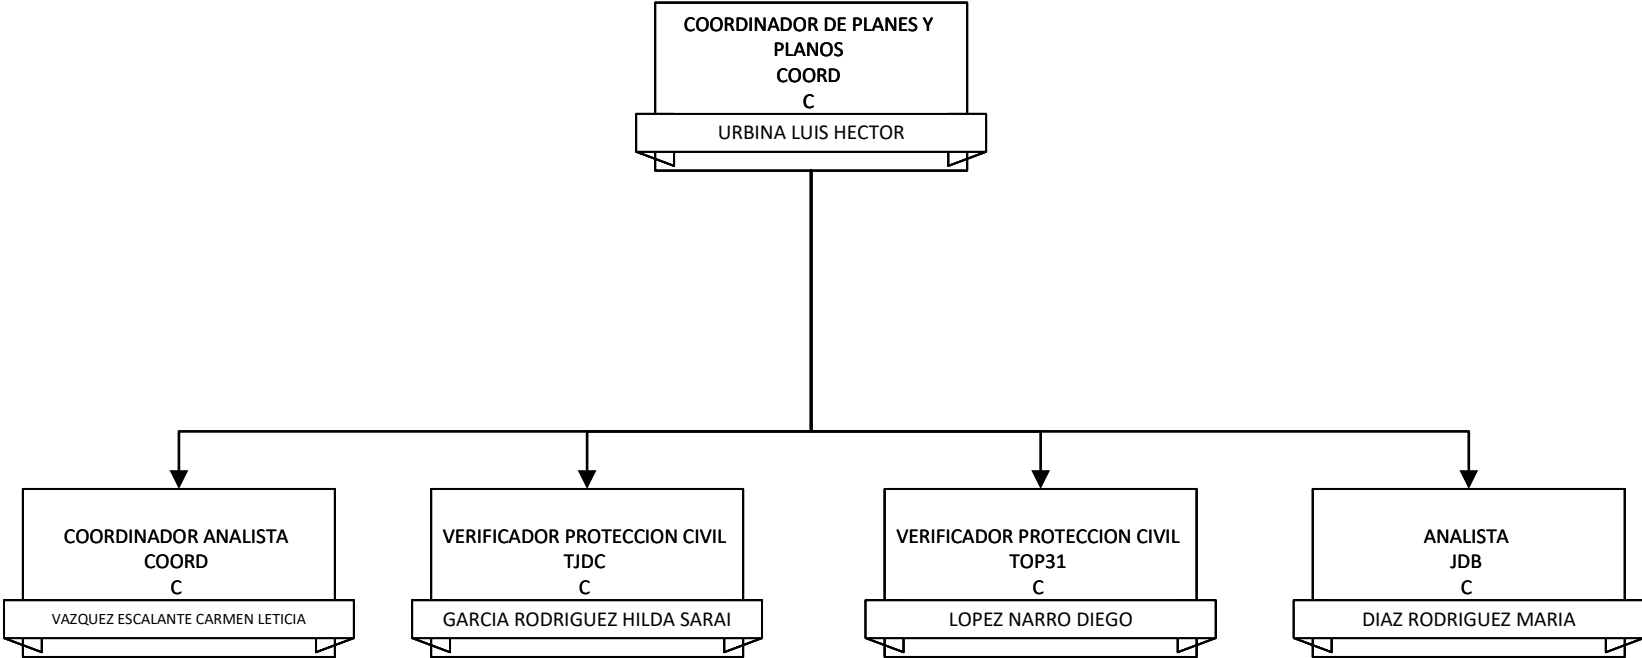 COORDINADOR DE PLANES Y
PLANOS
COORD
C
URBINA LUIS HECTOR
COORDINADOR ANALISTA
COORD
C
VAZQUEZ ESCALANTE CARMEN LETICIA
VERIFICADOR PROTECCION CIVIL
TJDC
C
GARCIA RODRIGUEZ HILDA SARAI
VERIFICADOR PROTECCION CIVIL
TOP31
C
LOPEZ NARRO DIEGO
ANALISTA
JDB
C
DIAZ RODRIGUEZ MARIA